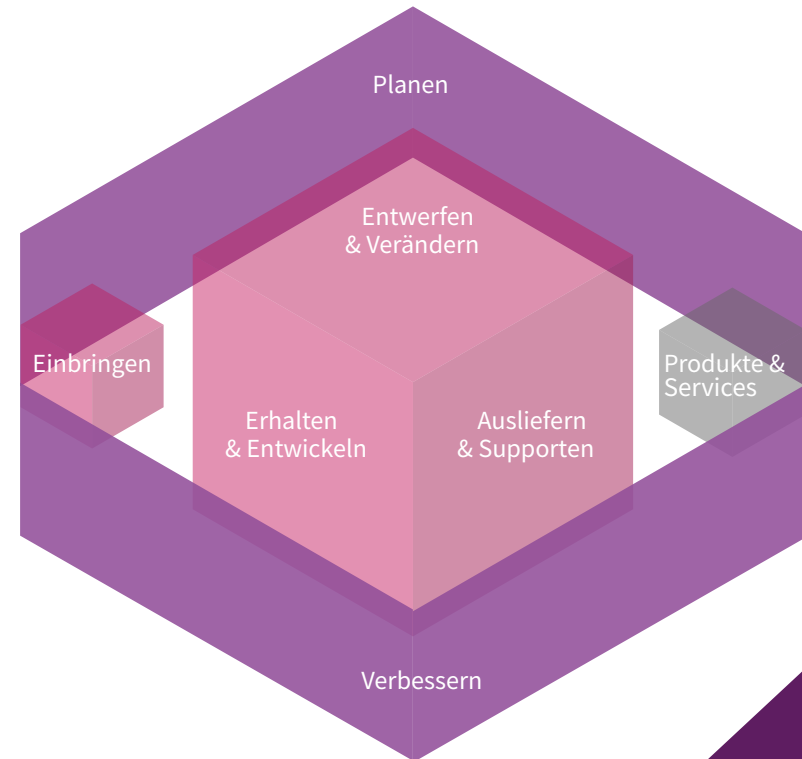 Planen
Entwerfen
& Verändern
Einbringen
Produkte &
Services
Erhalten
& Entwickeln
Ausliefern
& Supporten
Verbessern